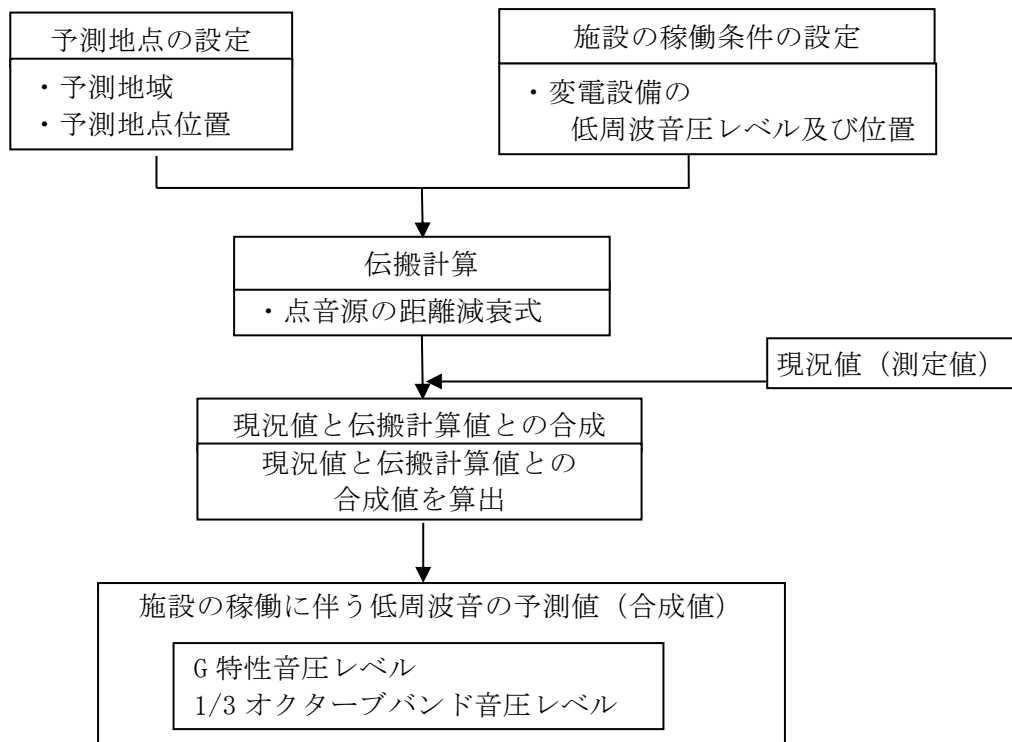 予測地点の設定
・予測地域
・予測地点位置
施設の稼働条件の設定
・変電設備の
低周波音圧レベル及び位置
伝搬計算
・点音源の距離減衰式
現況値（測定値）
現況値と伝搬計算値との合成
現況値と伝搬計算値との
合成値を算出
施設の稼働に伴う低周波音の予測値（合成値）
G 特性音圧レベル
1/3 オクターブバンド音圧レベル